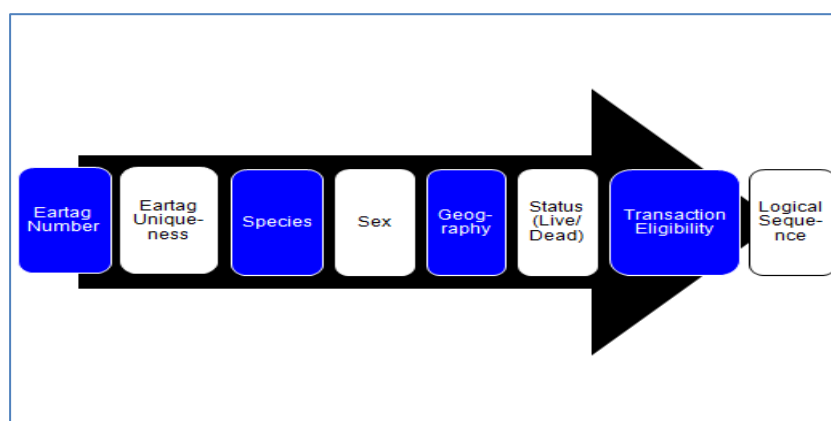 Eartag
Number
Eartag
Unique-
ness
Species
Sex
Geog-
raphy
Status
(Live/
Dead)
Transaction
Eligibility
Logical
Seque-
nce